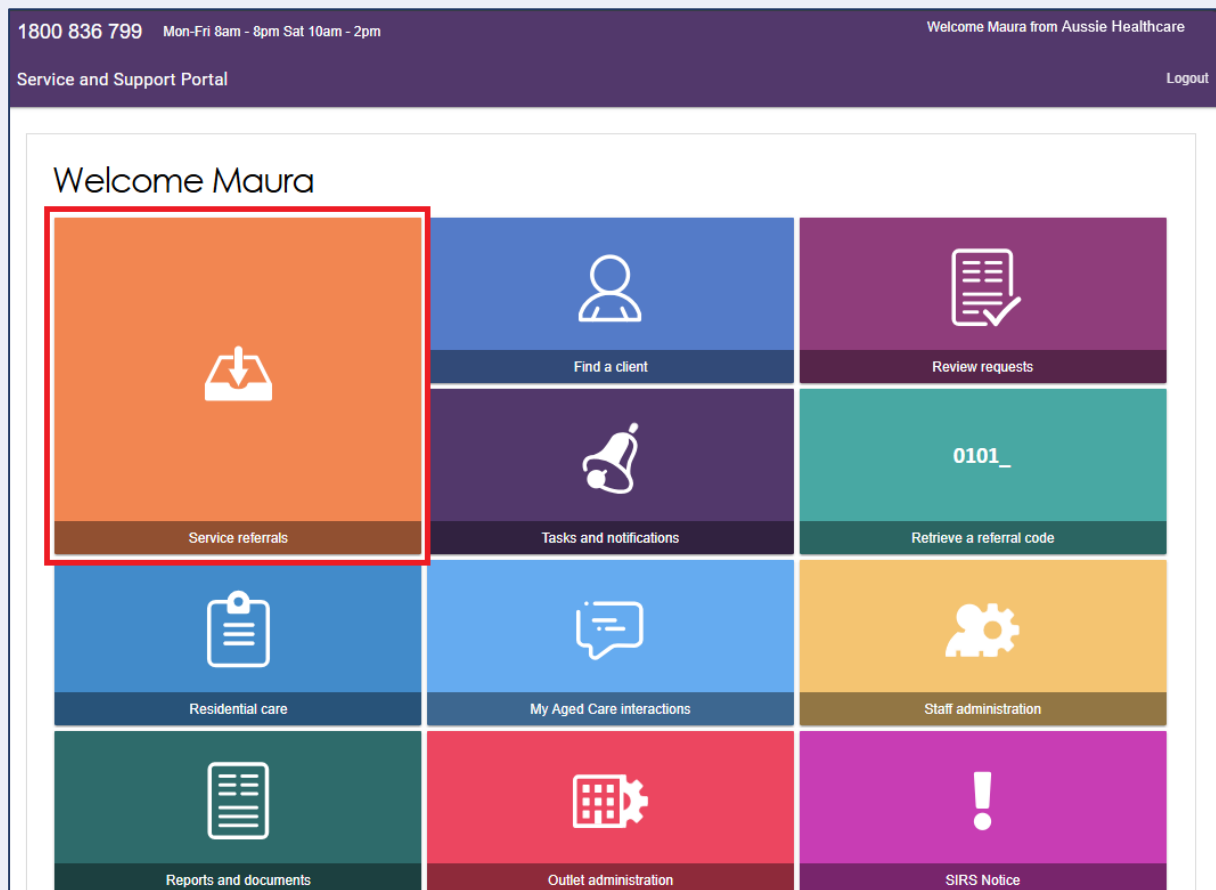 1800 836 799 Mon-Fri 8am - 8pm Sat 10am - 2pm
Welcome Maura from Aussie Healthcare
Service and Support Portal
Logout
Welcome Maura
Find a client
Review requests
0101_
Service referrals
Tasks and notifications
Retrieve a referral code
Residential care
My Aged Care interactions
Staff administration
Reports and documents
Outlet administration
SIRS Notice